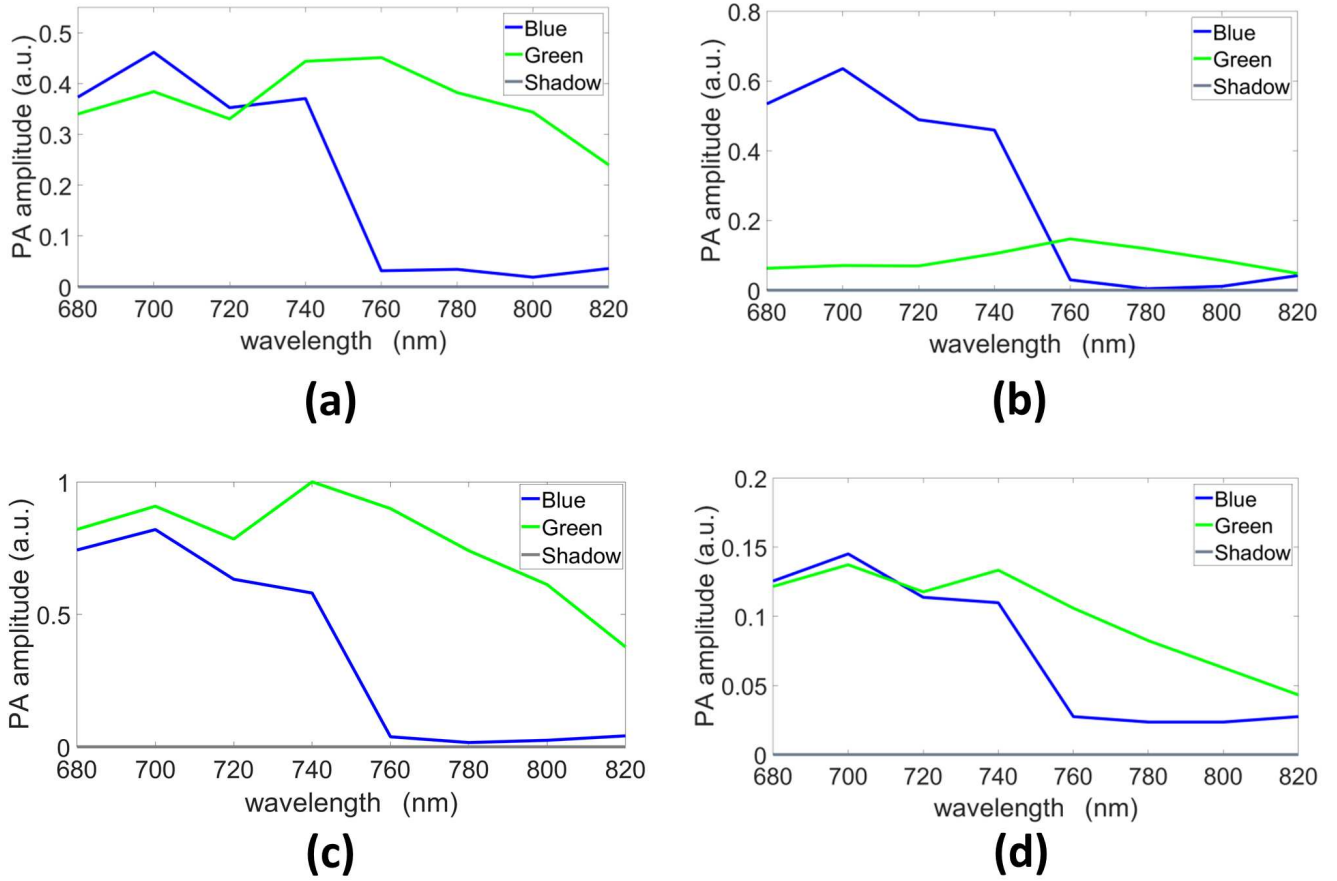 PA amplitude (a.u.)
0.5
0.4
0.3
0.2
0.1
0
680 700 720 740 760 780 800 820
wavelength (nm)
Blue
Green
Shadow
(a)
PA amplitude (a.u.)
0.8
0.6
0.4
0.2
0
680 700 720 740 760 780 800 820
wavelength (nm)
Blue
Green
Shadow
(b)
PA amplitude (a.u.)
1
0.5
0
680 700 720 740 760 780 800 820
wavelength (nm)
Blue
Green
Shadow
(c)
PA amplitude (a.u.)
0.2
0.15
0.1
0.05
0
680 700 720 740 760 780 800 820
wavelength (nm)
Blue
Green
Shadow
(d)